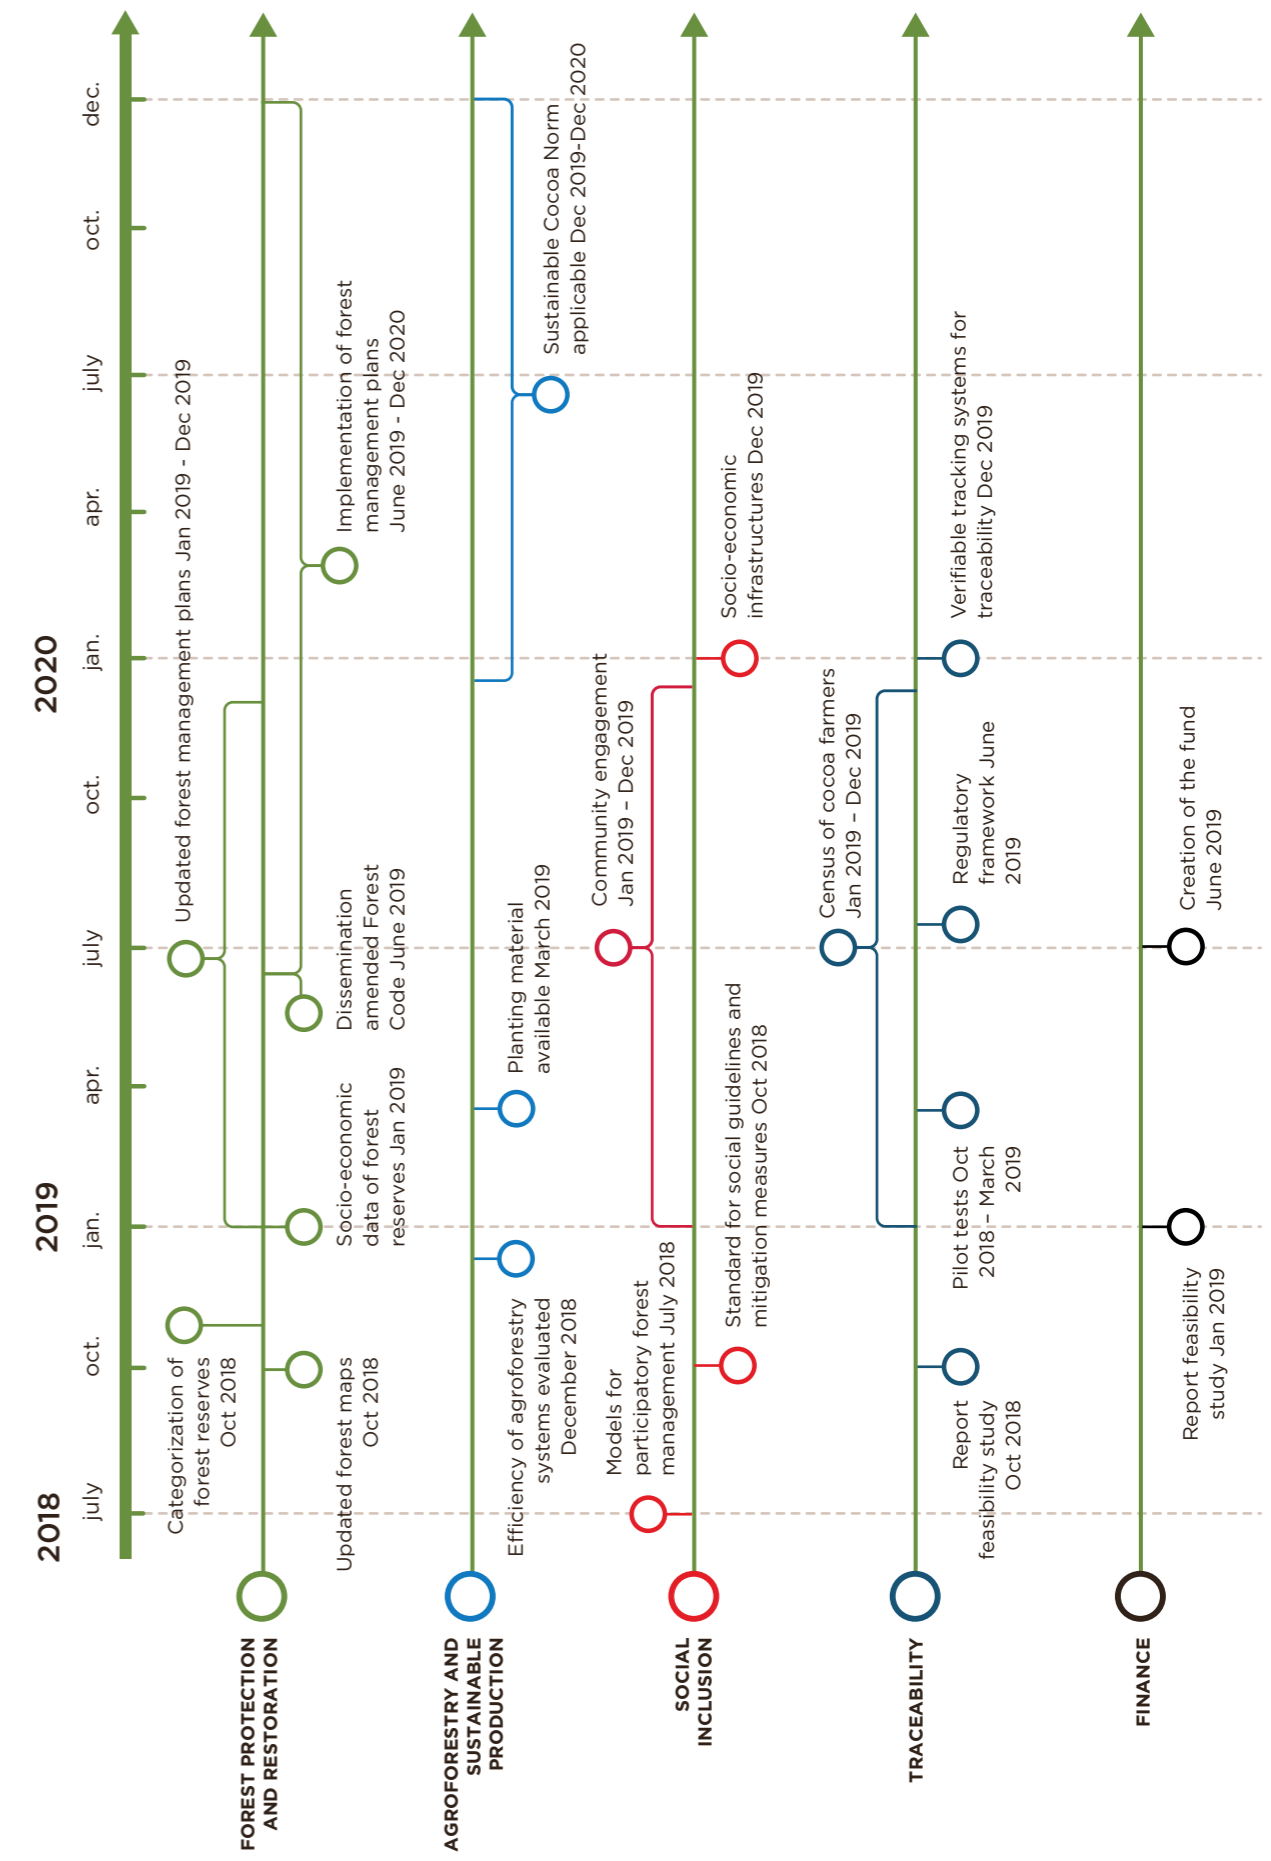 2018
2019
2020
july
oct.
jan.
apr.
july
oct.
jan.
apr.
july
oct.
dec.
FOREST PROTECTION
AND RESTORATION
Categorization of
forest reserves
Oct 2018
Updated forest maps
Oct 2018
Socio-economic
data of forest
reserves Jan 2019
Updated forest management plans Jan 2019 - Dec 2019
Dissemination
amended Forest
Code June 2019
Implementation of forest
management plans
June 2019 - Dec 2020
AGROFORESTRY AND
SUSTAINABLE
PRODUCTION
Efficiency of agroforestry
systems evaluated
December 2018
Planting material
available March 2019
Sustainable Cocoa Norm
applicable Dec 2019-Dec 2020
SOCIAL
INCLUSION
Models for
participatory forest
management July 2018
Standard for social guidelines and
mitigation measures Oct 2018
Community engagement
Jan 2019 – Dec 2019
Socio-economic
infrastructures Dec 2019
TRACEABILITY
Report
feasibility study
Oct 2018
Pilot tests Oct
2018 – March
2019
Census of cocoa farmers
Jan 2019 – Dec 2019
Regulatory
framework June
2019
Verifiable tracking systems for
traceability Dec 2019
FINANCE
Report feasibility
study Jan 2019
Creation of the fund
June 2019